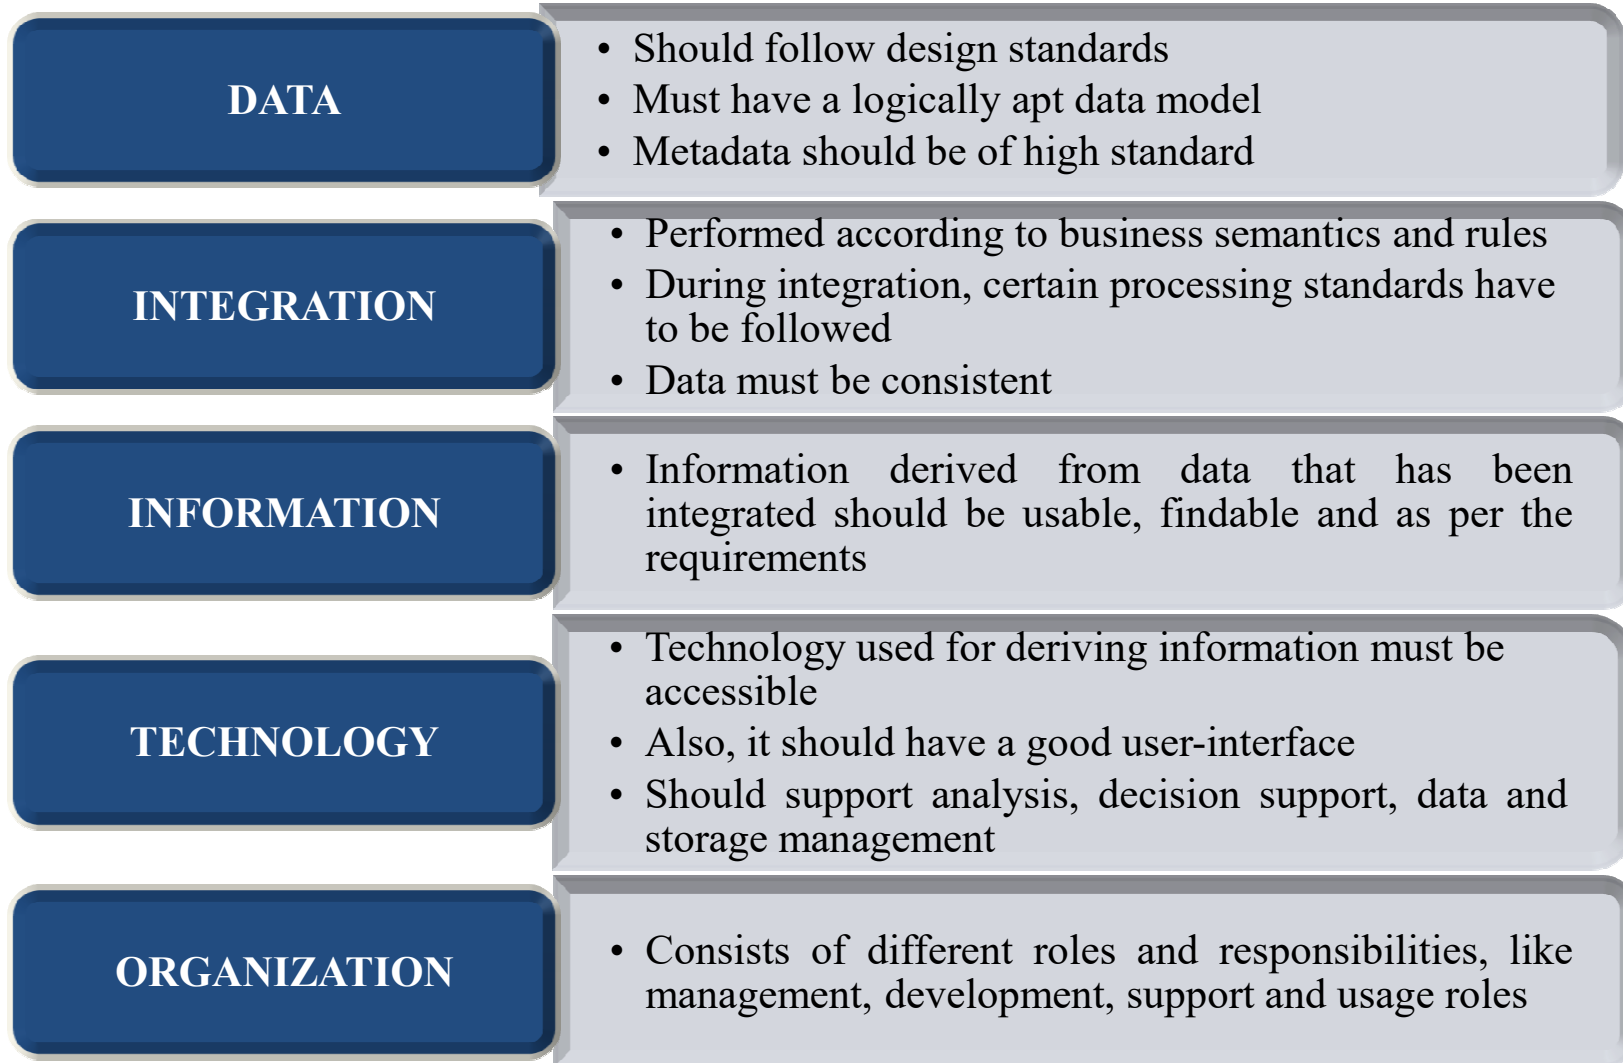 DATA
• Should follow design standards
• Must have a logically apt data model
• Metadata should be of high standard
INTEGRATION
• Performed according to business semantics and rules
• During integration, certain processing standards have
to be followed
• Data must be consistent
INFORMATION
• Information derived from data that has been
integrated should be usable, findable and as per the
requirements
TECHNOLOGY
• Technology used for deriving information must be
accessible
• Also, it should have a good user-interface
• Should support analysis, decision support, data and
storage management
ORGANIZATION
• Consists of different roles and responsibilities, like
management, development, support and usage roles